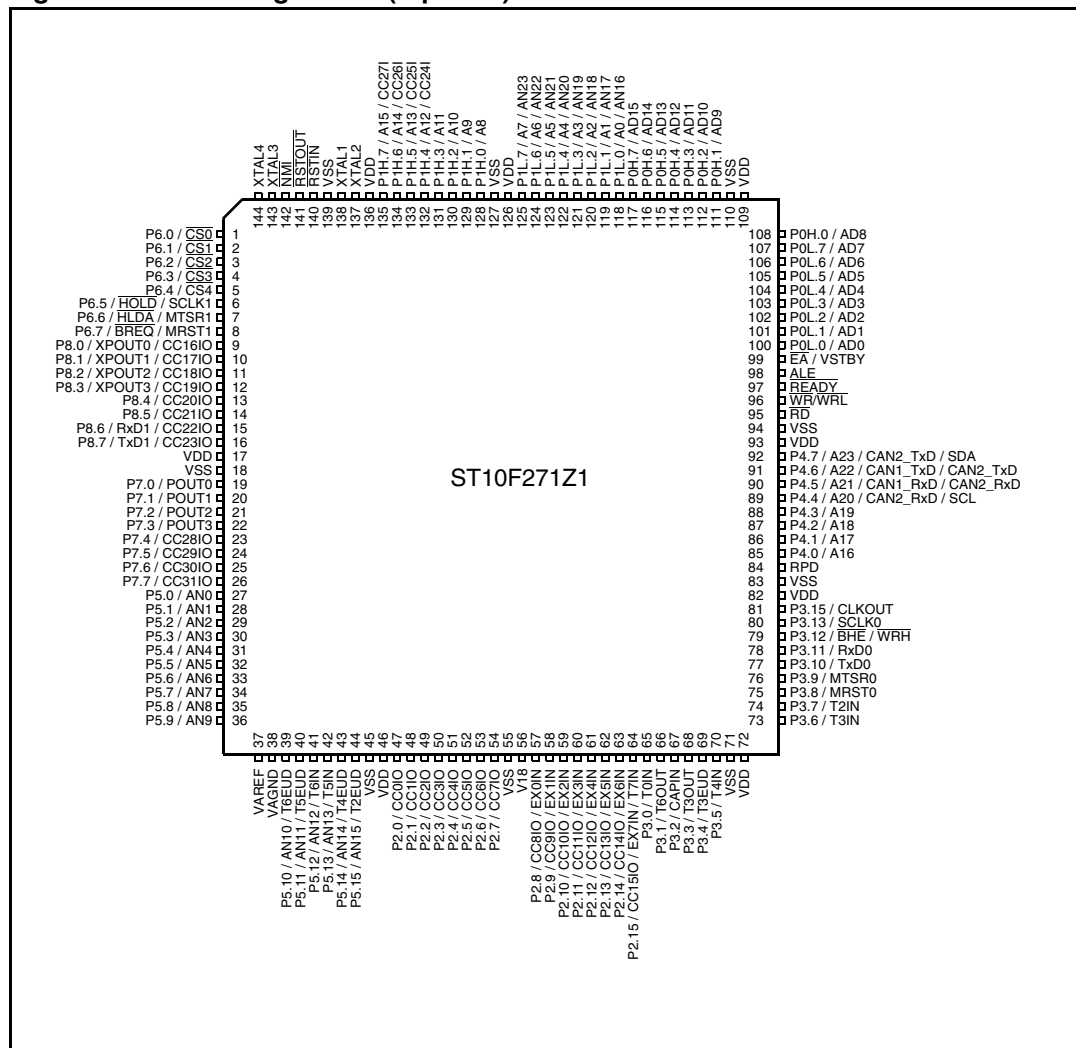 XTAL4
XTAL3
NMI
RSTOUT
RSTIN
VSS
XTAL1
XTAL2
VDD
P1H.7 / A15 / CC27I
P1H.6 / A14 / CC26I
P1H.5 / A13 / CC25I
P1H.4 / A12 / CC24I
P1H.3 / A11
P1H.2 / A10
P1H.1 / A9
P1H.0 / A8
VSS
VDD
P1L.7 / A7 / AN23
P1L.6 / A6 / AN22
P1L.5 / A5 / AN21
P1L.4 / A4 / AN20
P1L.3 / A3 / AN19
P1L.2 / A2 / AN18
P1L.1 / A1 / AN17
P1L.0 / A0 / AN16
P0H.7 / AD15
P0H.6 / AD14
P0H.5 / AD13
P0H.4 / AD12
P0H.3 / AD11
P0H.2 / AD10
P0H.1 / AD9
VSS
VDD
144
143
142
141
140
139
138
137
136
135
134
133
132
131
130
129
128
127
126
125
124
123
122
121
120
119
118
117
116
115
114
113
112
111
110
109
P6.0 / CS0 1
P6.1 / CS1 2
P6.2 / CS2 3
P6.3 / CS3 4
P6.4 / CS4 5
P6.5 / HOLD / SCLK1 6
P6.6 / HLDA / MTSR1 7
P6.7 / BREQ / MRST1 8
P8.0 / XPOUT0 / CC16IO 9
P8.1 / XPOUT1 / CC17IO 10
P8.2 / XPOUT2 / CC18IO 11
P8.3 / XPOUT3 / CC19IO 12
P8.4 / CC20IO 13
P8.5 / CC21IO 14
P8.6 / RxD1 / CC22IO 15
P8.7 / TxD1 / CC23IO 16
VDD 17
VSS 18
P7.0 / POUT0 19
P7.1 / POUT1 20
P7.2 / POUT2 21
P7.3 / POUT3 22
P7.4 / CC28IO 23
P7.5 / CC29IO 24
P7.6 / CC30IO 25
P7.7 / CC31IO 26
P5.0 / AN0 27
P5.1 / AN1 28
P5.2 / AN2 29
P5.3 / AN3 30
P5.4 / AN4 31
P5.5 / AN5 32
P5.6 / AN6 33
P5.7 / AN7 34
P5.8 / AN8 35
P5.9 / AN9 36
ST10F271Z1
108 P0H.0 / AD8
107 P0L.7 / AD7
106 P0L.6 / AD6
105 P0L.5 / AD5
104 P0L.4 / AD4
103 P0L.3 / AD3
102 P0L.2 / AD2
101 P0L.1 / AD1
100 P0L.0 / AD0
99 EA / VSTBY
98 ALE
97 READY
96 WR/WRL
95 RD
94 VSS
93 VDD
92 P4.7 / A23 / CAN2_TxD / SDA
91 P4.6 / A22 / CAN1_TxD / CAN2_TxD
90 P4.5 / A21 / CAN1_RxD / CAN2_RxD
89 P4.4 / A20 / CAN2_RxD / SCL
88 P4.3 / A19
87 P4.2 / A18
86 P4.1 / A17
85 P4.0 / A16
84 RPD
83 VSS
82 VDD
81 P3.15 / CLKOUT
80 P3.13 / SCLK0
79 P3.12 / BHE / WRH
78 P3.11 / RxD0
77 P3.10 / TxD0
76 P3.9 / MTSR0
75 P3.8 / MRST0
74 P3.7 / T2IN
73 P3.6 / T3IN
37
38
39
40
41
42
43
44
45
46
47
48
49
50
51
52
53
54
55
56
57
58
59
60
61
62
63
64
65
66
67
68
69
70
71
72
VAREF
VAGND
P5.10 / AN10 / T6EUD
P5.11 / AN11 / T5EUD
P5.12 / AN12 / T6IN
P5.13 / AN13 / T5IN
P5.14 / AN14 / T4EUD
P5.15 / AN15 / T2EUD
VSS
VDD
P2.0 / CC0IO
P2.1 / CC1IO
P2.2 / CC2IO
P2.3 / CC3IO
P2.4 / CC4IO
P2.5 / CC5IO
P2.6 / CC6IO
P2.7 / CC7IO
VSS
V18
P2.8 / CC8IO / EX0IN
P2.9 / CC9IO / EX1IN
P2.10 / CC10IO / EX2IN
P2.11 / CC11IO / EX3IN
P2.12 / CC12IO / EX4IN
P2.13 / CC13IO / EX5IN
P2.14 / CC14IO / EX6IN
P2.15 / CC15IO / EX7IN / T7IN
P3.0 / T0IN
P3.1 / T6OUT
P3.2 / CAPIN
P3.3 / T3OUT
P3.4 / T3EUD
P3.5 / T4IN
VSS
VDD